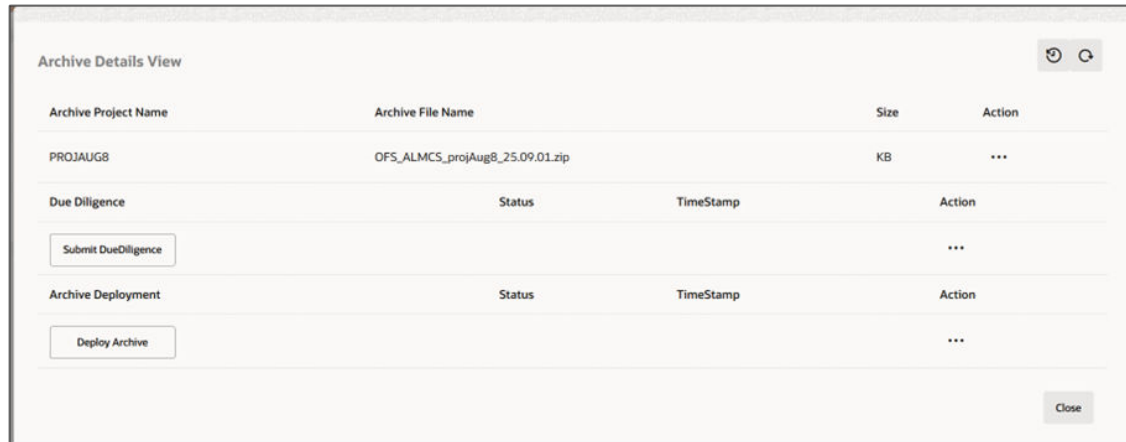 Archive Details View
Archive Project Name Archive File Name Size Action
PROJAUG8 OFS_ALMCS_projAug8_25.09.01.zip KB ...
Due Diligence Status TimeStamp Action
Submit DueDiligence ...
Archive Deployment Status TimeStamp Action
Deploy Archive ...
Close